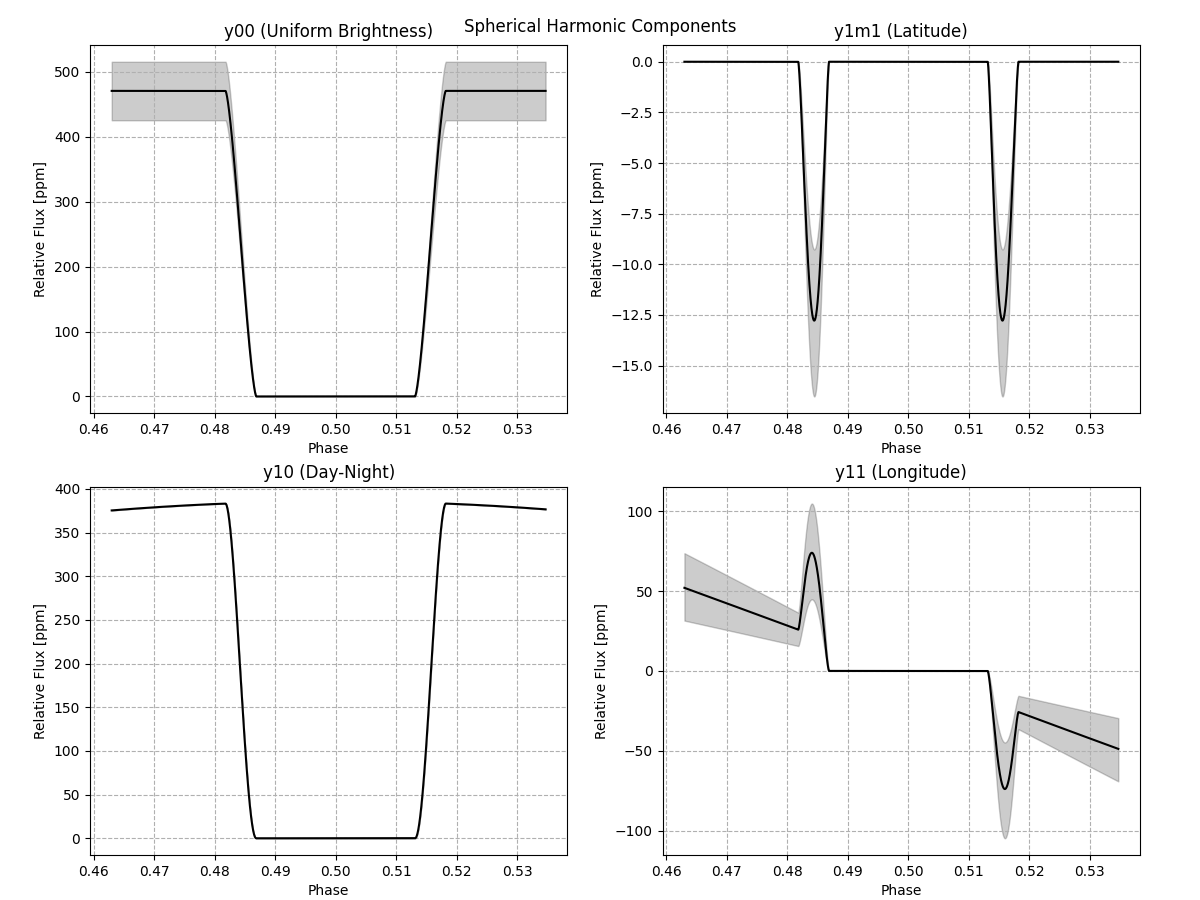 Spherical Harmonic Components
y00 (Uniform Brightness)
500
400
300
200
100
0
Relative Flux [ppm]
0.46 0.47 0.48 0.49 0.50 0.51 0.52 0.53
Phase
y1m1 (Latitude)
0.0
−2.5
−5.0
−7.5
−10.0
−12.5
−15.0
Relative Flux [ppm]
0.46 0.47 0.48 0.49 0.50 0.51 0.52 0.53
Phase
y10 (Day-Night)
400
350
300
250
200
150
100
50
0
Relative Flux [ppm]
0.46 0.47 0.48 0.49 0.50 0.51 0.52 0.53
Phase
y11 (Longitude)
100
50
0
−50
−100
Relative Flux [ppm]
0.46 0.47 0.48 0.49 0.50 0.51 0.52 0.53
Phase